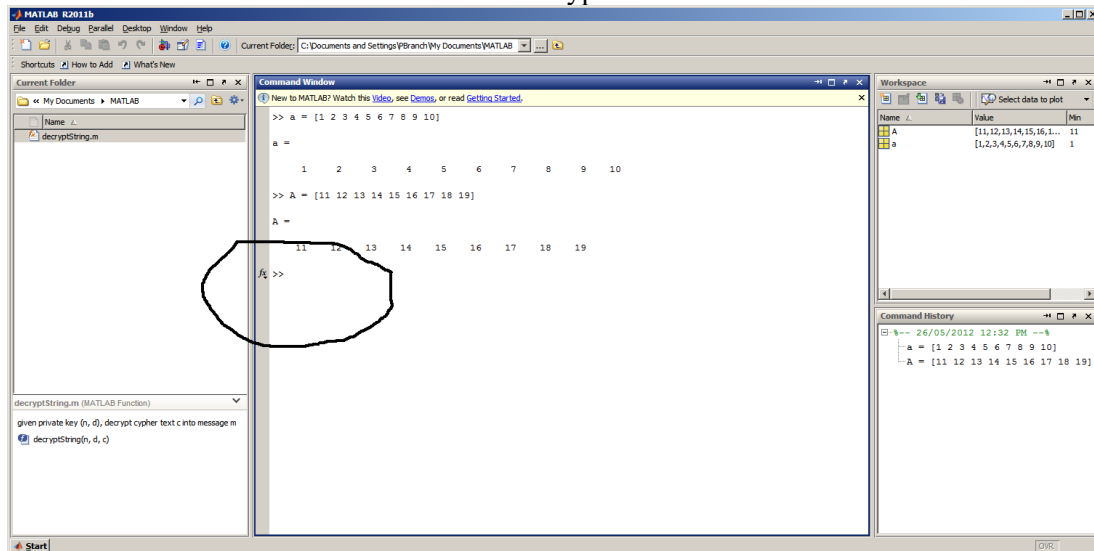 MATLAB R2011b
File Edit Debug Parallel Desktop Window Help
Current Folder: C:\Documents and Settings\PBranch\My Documents\MATLAB
Shortcuts How to Add What's New
Current Folder
« My Documents ▸ MATLAB
Name
decryptString.m
decryptString.m (MATLAB Function)
given private key (n, d), decrypt cypher text c into message m
decryptString(n, d, c)
Command Window
New to MATLAB? Watch this Video, see Demos, or read Getting Started.
>> a = [1 2 3 4 5 6 7 8 9 10]
a =
1 2 3 4 5 6 7 8 9 10
>> A = [11 12 13 14 15 16 17 18 19]
A =
11 12 13 14 15 16 17 18 19
fx >>
Workspace
Select data to plot
Name Value Min
A [11,12,13,14,15,16,1... 11
a [1,2,3,4,5,6,7,8,9,10] 1
Command History
%-- 26/05/2012 12:32 PM --%
a = [1 2 3 4 5 6 7 8 9 10]
A = [11 12 13 14 15 16 17 18 19]
Start
OVR